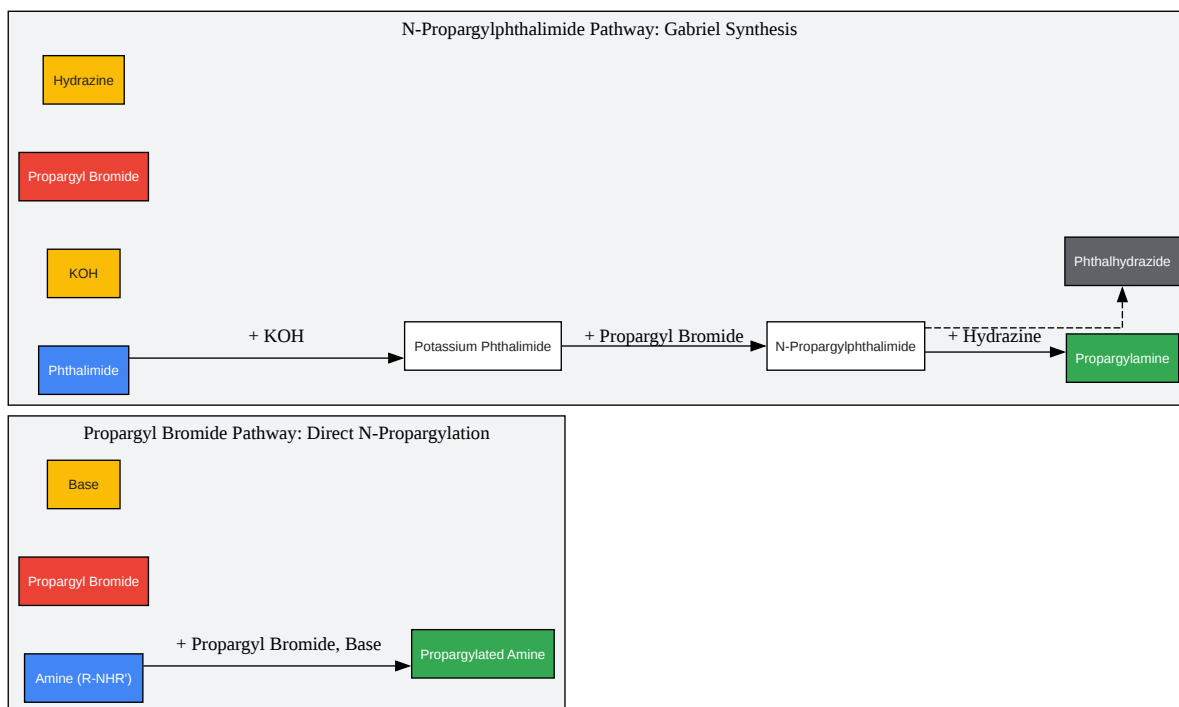 N-Propargylphthalimide Pathway: Gabriel Synthesis
Hydrazine
Propargyl Bromide
KOH
Phthalhydrazide
+ KOH
+ Propargyl Bromide
+ Hydrazine
Phthalimide
Potassium Phthalimide
N-Propargylphthalimide
Propargylamine
Propargyl Bromide Pathway: Direct N-Propargylation
Base
Propargyl Bromide
+ Propargyl Bromide, Base
Amine (R-NHR')
Propargylated Amine